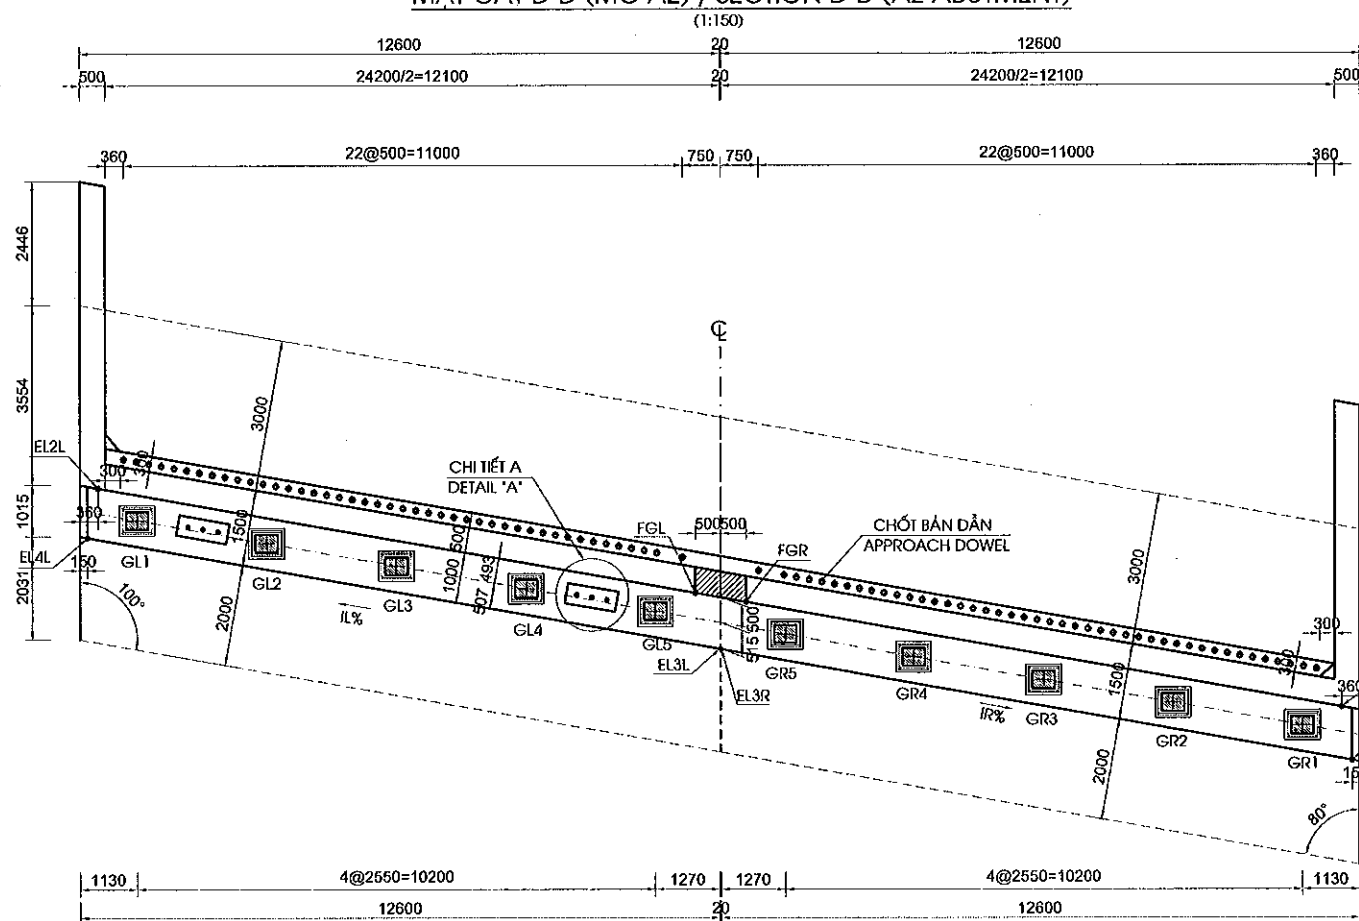 (1:150)
12600 20 12600
500 24200/2=12100 20 24200/2=12100 500
360 22@500=11000 750 750 22@500=11000 360
2446
3554
1015
2031
℄
3000
EL2L
300
300
CHI TIẾT A
DETAIL "A"
360
1500
1000 500
507 493
FGL
500 500
FGR
CHỐT BẢN DẪN
APPROACH DOWEL
3000
EL4L
150
GL1
GL2
GL3
GL4
GL5
100°
2000
IL%
515 500
EL3L
EL3R
GR5
GR4
GR3
GR2
GR1
300
300
360
1500
IR%
2000
80°
1130 4@2550=10200 1270 1270 4@2550=10200 1130
12600 20 12600